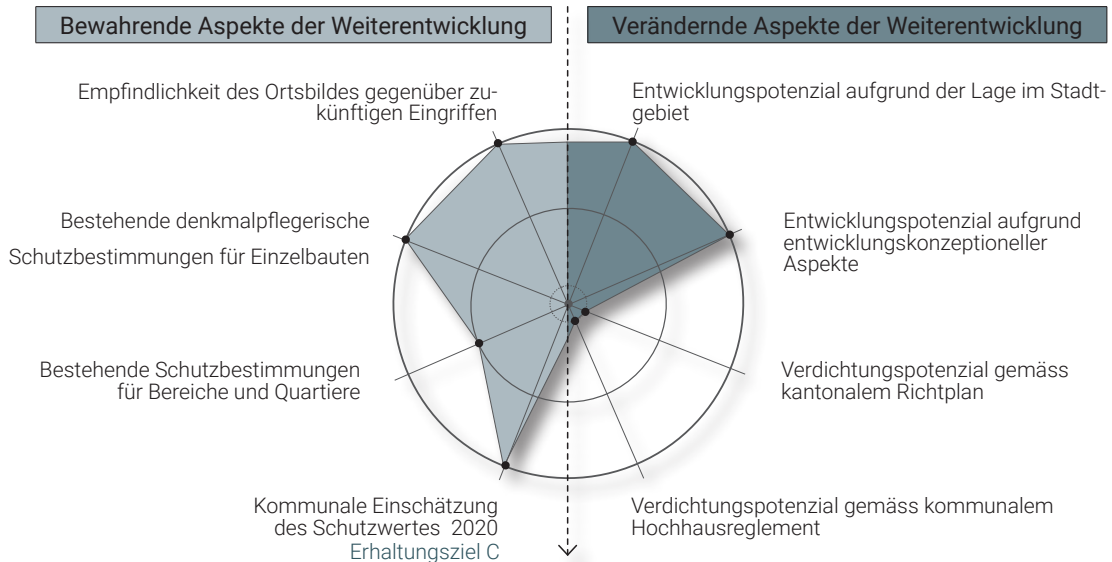 Bewahrende Aspekte der Weiterentwicklung
Verändernde Aspekte der Weiterentwicklung
Empfindlichkeit des Ortsbildes gegenüber zu-
künftigen Eingriffen
Entwicklungspotenzial aufgrund der Lage im Stadt-
gebiet
Bestehende denkmalpflegerische
Schutzbestimmungen für Einzelbauten
Entwicklungspotenzial aufgrund
entwicklungskonzeptioneller
Aspekte
Bestehende Schutzbestimmungen
für Bereiche und Quartiere
Verdichtungspotenzial gemäss
kantonalem Richtplan
Kommunale Einschätzung
des Schutzwertes 2020
Erhaltungsziel C
Verdichtungspotenzial gemäss kommunalem
Hochhausreglement